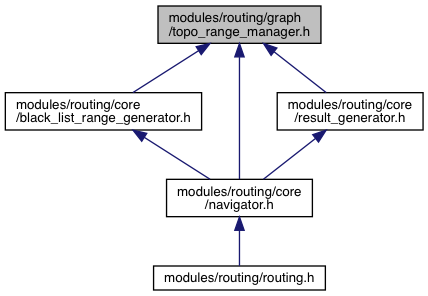 modules/routing/graph
/topo_range_manager.h
modules/routing/core
/black_list_range_generator.h
modules/routing/core
/result_generator.h
modules/routing/core
/navigator.h
modules/routing/routing.h